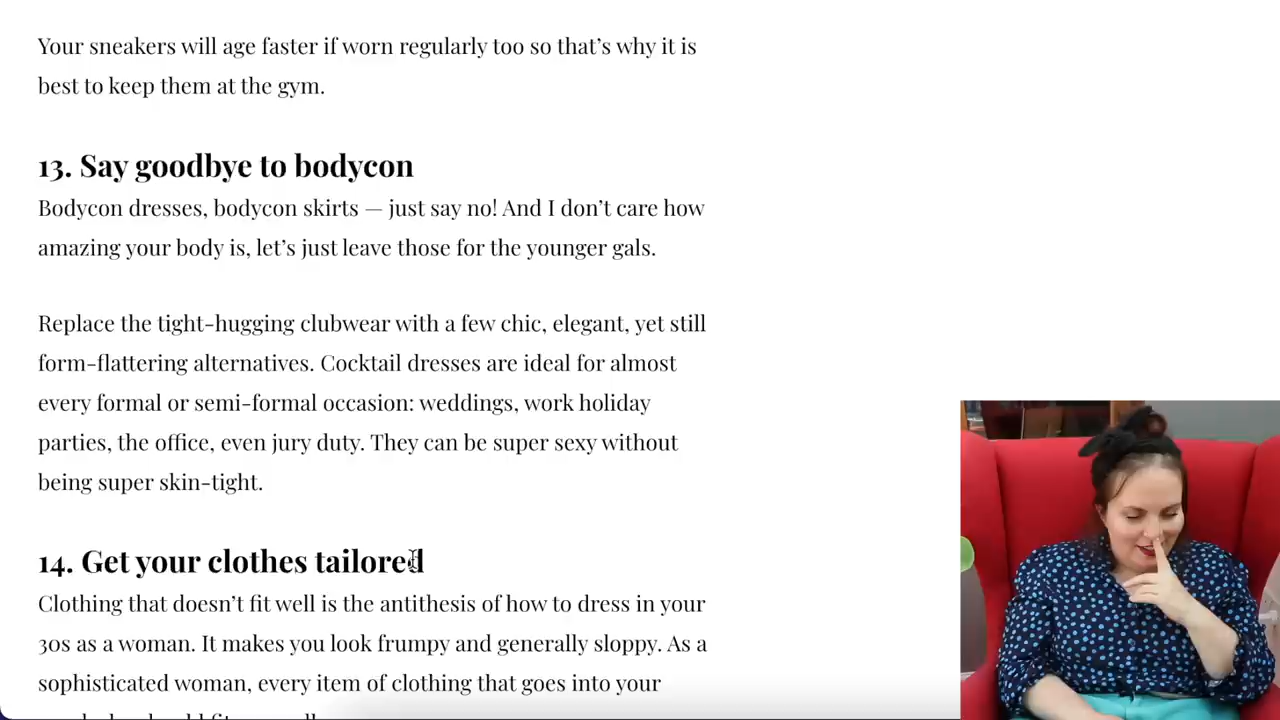 Your sneakers will age faster if worn regularly too so that’s why it is
best to keep them at the gym.
13. Say goodbye to bodycon
Bodycon dresses, bodycon skirts — just say no! And I don’t care how
amazing your body is, let’s just leave those for the younger gals.
Replace the tight-hugging clubwear with a few chic, elegant, yet still
form-flattering alternatives. Cocktail dresses are ideal for almost
every formal or semi-formal occasion: weddings, work holiday
parties, the office, even jury duty. They can be super sexy without
being super skin-tight.
14. Get your clothes tailored
Clothing that doesn’t fit well is the antithesis of how to dress in your
30s as a woman. It makes you look frumpy and generally sloppy. As a
sophisticated woman, every item of clothing that goes into your